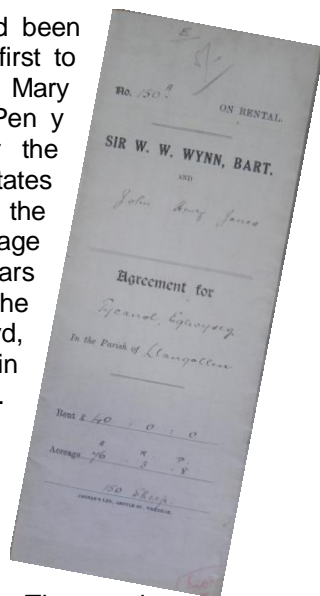 d been
first to
Mary
Pen y
the
tates
the
age
ars
he
d,
in
.
E
No. 150 a
ON RENTAL.
SIR W. W. WYNN, BART.
AND
John Henry Jones
Agreement for
Tycanol, Eglwyseg
In the Parish of Llangollen
Rent £ 40 : 0 : 0
A R P
Acreage 76 3 8
150 Sheep.